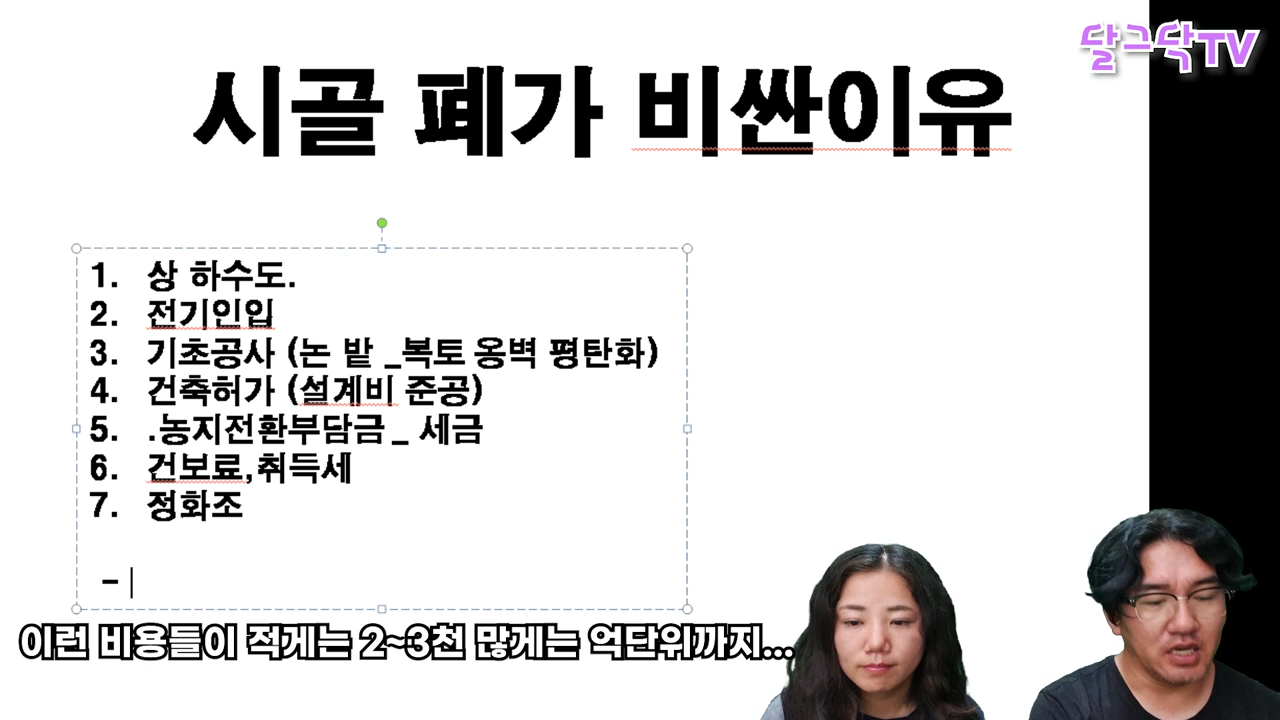 달그닥TV
시골 폐가 비싼이유
1. 상 하수도.
2. 전기인입
3. 기초공사 (논 밭 _복토 옹벽 평탄화)
4. 건축허가 (설계비 준공)
5. .농지전환부담금 _ 세금
6. 건보료,취득세
7. 정화조
-
이런 비용들이 적게는 2~3천 많게는 억단위까지...